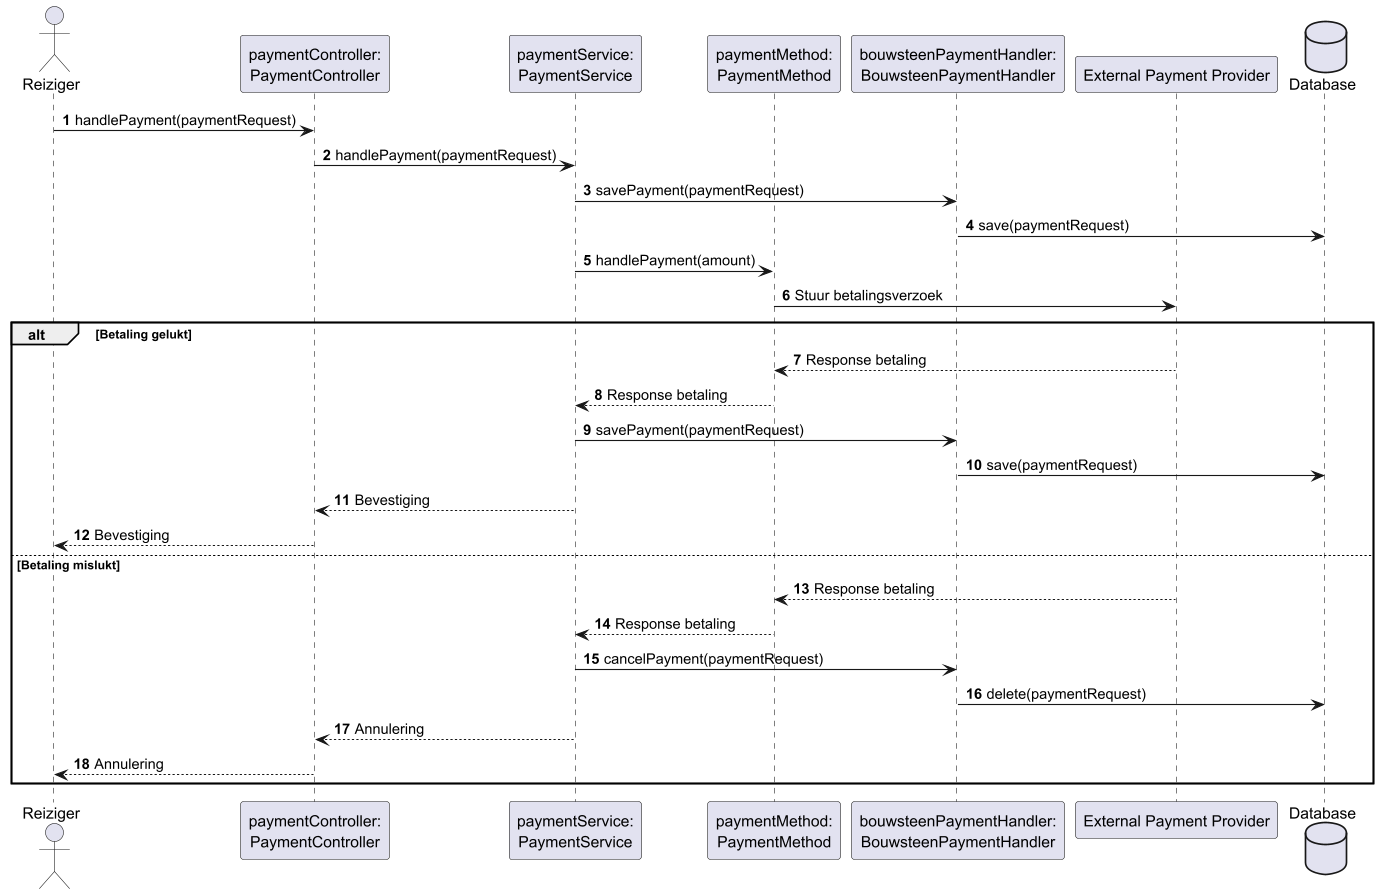 Reiziger
paymentController:
PaymentController
paymentService:
PaymentService
paymentMethod:
PaymentMethod
bouwsteenPaymentHandler:
BouwsteenPaymentHandler
External Payment Provider
Database
1 handlePayment(paymentRequest)
2 handlePayment(paymentRequest)
3 savePayment(paymentRequest)
4 save(paymentRequest)
5 handlePayment(amount)
6 Stuur betalingsverzoek
alt [Betaling gelukt]
7 Response betaling
8 Response betaling
9 savePayment(paymentRequest)
10 save(paymentRequest)
11 Bevestiging
12 Bevestiging
[Betaling mislukt]
13 Response betaling
14 Response betaling
15 cancelPayment(paymentRequest)
16 delete(paymentRequest)
17 Annulering
18 Annulering
Reiziger
paymentController:
PaymentController
paymentService:
PaymentService
paymentMethod:
PaymentMethod
bouwsteenPaymentHandler:
BouwsteenPaymentHandler
External Payment Provider
Database